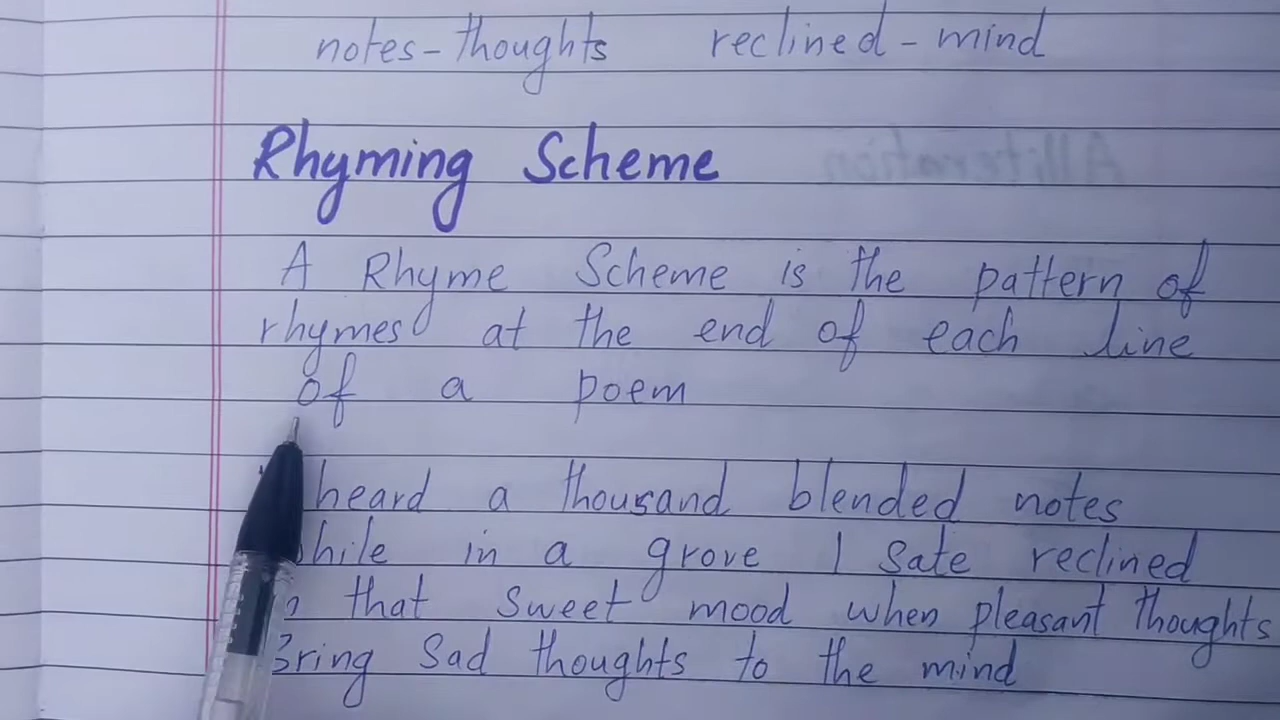 notes-thoughts reclined-mind
Rhyming Scheme
A Rhyme Scheme is the pattern of
rhymes at the end of each line
of a poem
heard a thousand blended notes
hile in a grove I sate reclined
that sweet mood when pleasant thoughts
Bring Sad thoughts to the mind
Alliteration